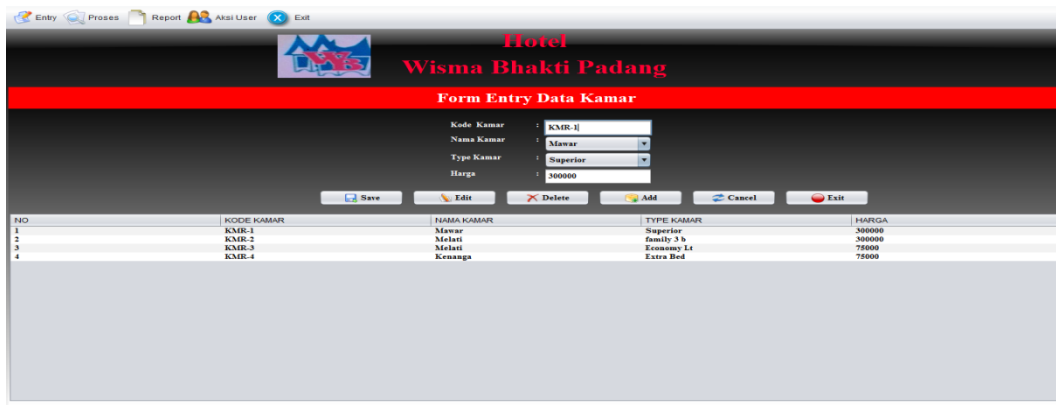 Entry Proses Report Aksi User Exit
Hotel
Wisma Bhakti Padang
Form Entry Data Kamar
Kode Kamar : KMR-1
Nama Kamar : Mawar
Type Kamar : Superior
Harga : 300000
Save Edit Delete Add Cancel Exit
NO KODE KAMAR NAMA KAMAR TYPE KAMAR HARGA
1 KMR-1 Mawar Superior 300000
2 KMR-2 Melati family 3 b 300000
3 KMR-3 Melati Economy Lt 75000
4 KMR-4 Kenanga Extra Bed 75000